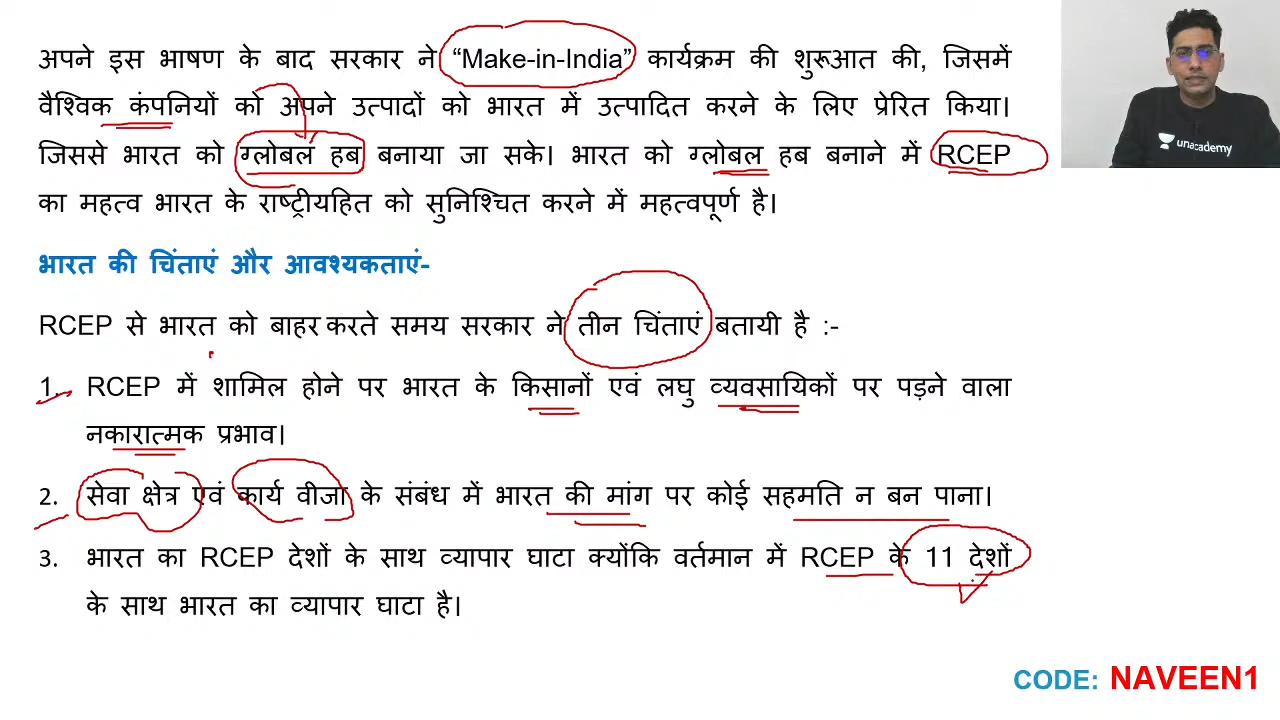 अपने इस भाषण के बाद सरकार ने “Make-in-India” कार्यक्रम की शुरूआत की, जिसमें
वैश्विक कंपनियों को अपने उत्पादों को भारत में उत्पादित करने के लिए प्रेरित किया।
जिससे भारत को ग्लोबल हब बनाया जा सके। भारत को ग्लोबल हब बनाने में RCEP
का महत्व भारत के राष्ट्रीयहित को सुनिश्चित करने में महत्वपूर्ण है।
unacademy
भारत की चिंताएं और आवश्यकताएं-
RCEP से भारत को बाहर करते समय सरकार ने तीन चिंताएं बतायी है :-
1. RCEP में शामिल होने पर भारत के किसानों एवं लघु व्यवसायिकों पर पड़ने वाला
नकारात्मक प्रभाव।
2. सेवा क्षेत्र एवं कार्य वीजा के संबंध में भारत की मांग पर कोई सहमति न बन पाना।
3. भारत का RCEP देशों के साथ व्यापार घाटा क्योंकि वर्तमान में RCEP के 11 देशों
के साथ भारत का व्यापार घाटा है।
CODE: NAVEEN1